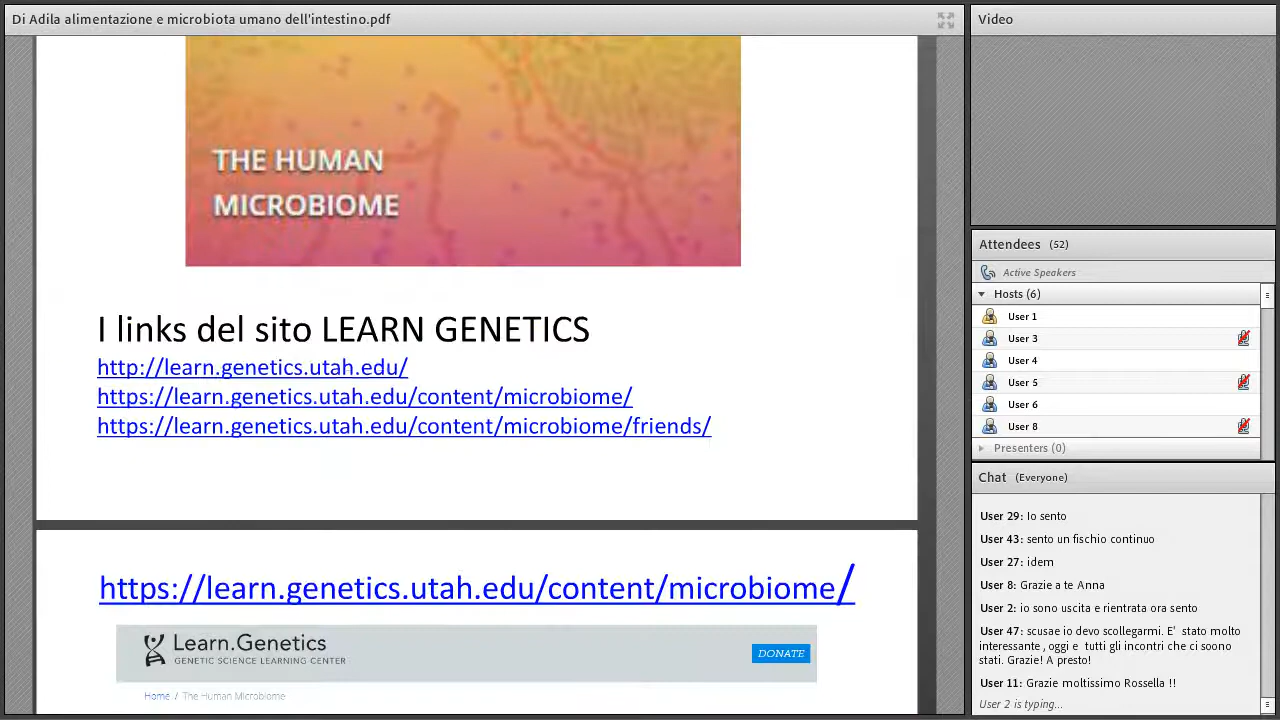 Di Adila alimentazione e microbiota umano dell'intestino.pdf
THE HUMAN
MICROBIOME
I links del sito LEARN GENETICS
http://learn.genetics.utah.edu/
https://learn.genetics.utah.edu/content/microbiome/
https://learn.genetics.utah.edu/content/microbiome/friends/
https://learn.genetics.utah.edu/content/microbiome/
Learn.Genetics
GENETIC SCIENCE LEARNING CENTER
DONATE
Home / The Human Microbiome
Video
Attendees (52)
Active Speakers
Hosts (6)
User 1
User 3
User 4
User 5
User 6
User 8
Presenters (0)
Chat (Everyone)
User 29: Io sento
User 43: sento un fischio continuo
User 27: idem
User 8: Grazie a te Anna
User 2: io sono uscita e rientrata ora sento
User 47: scusae io devo scollegarmi. E' stato molto
interessante, oggi e tutti gli incontri che ci sono
stati. Grazie! A presto!
User 11: Grazie moltissimo Rossella !!
User 2 is typing...